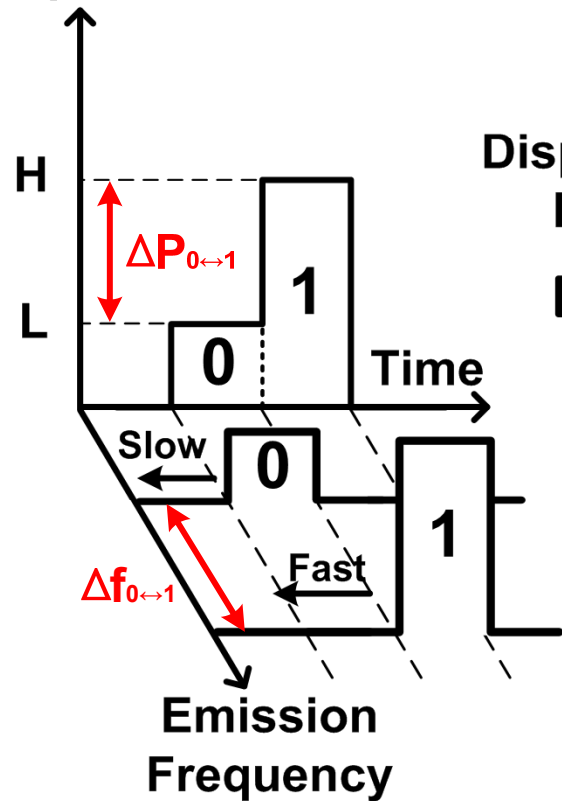 H
ΔP0↔1
L
0
1
Time
Slow
0
1
Fast
Δf0↔1
Emission
Frequency